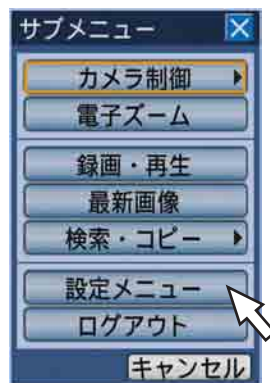 サブメニュー
カメラ制御
電子ズーム
録画・再生
最新画像
検索・コピー
設定メニュー
ログアウト
キャンセル